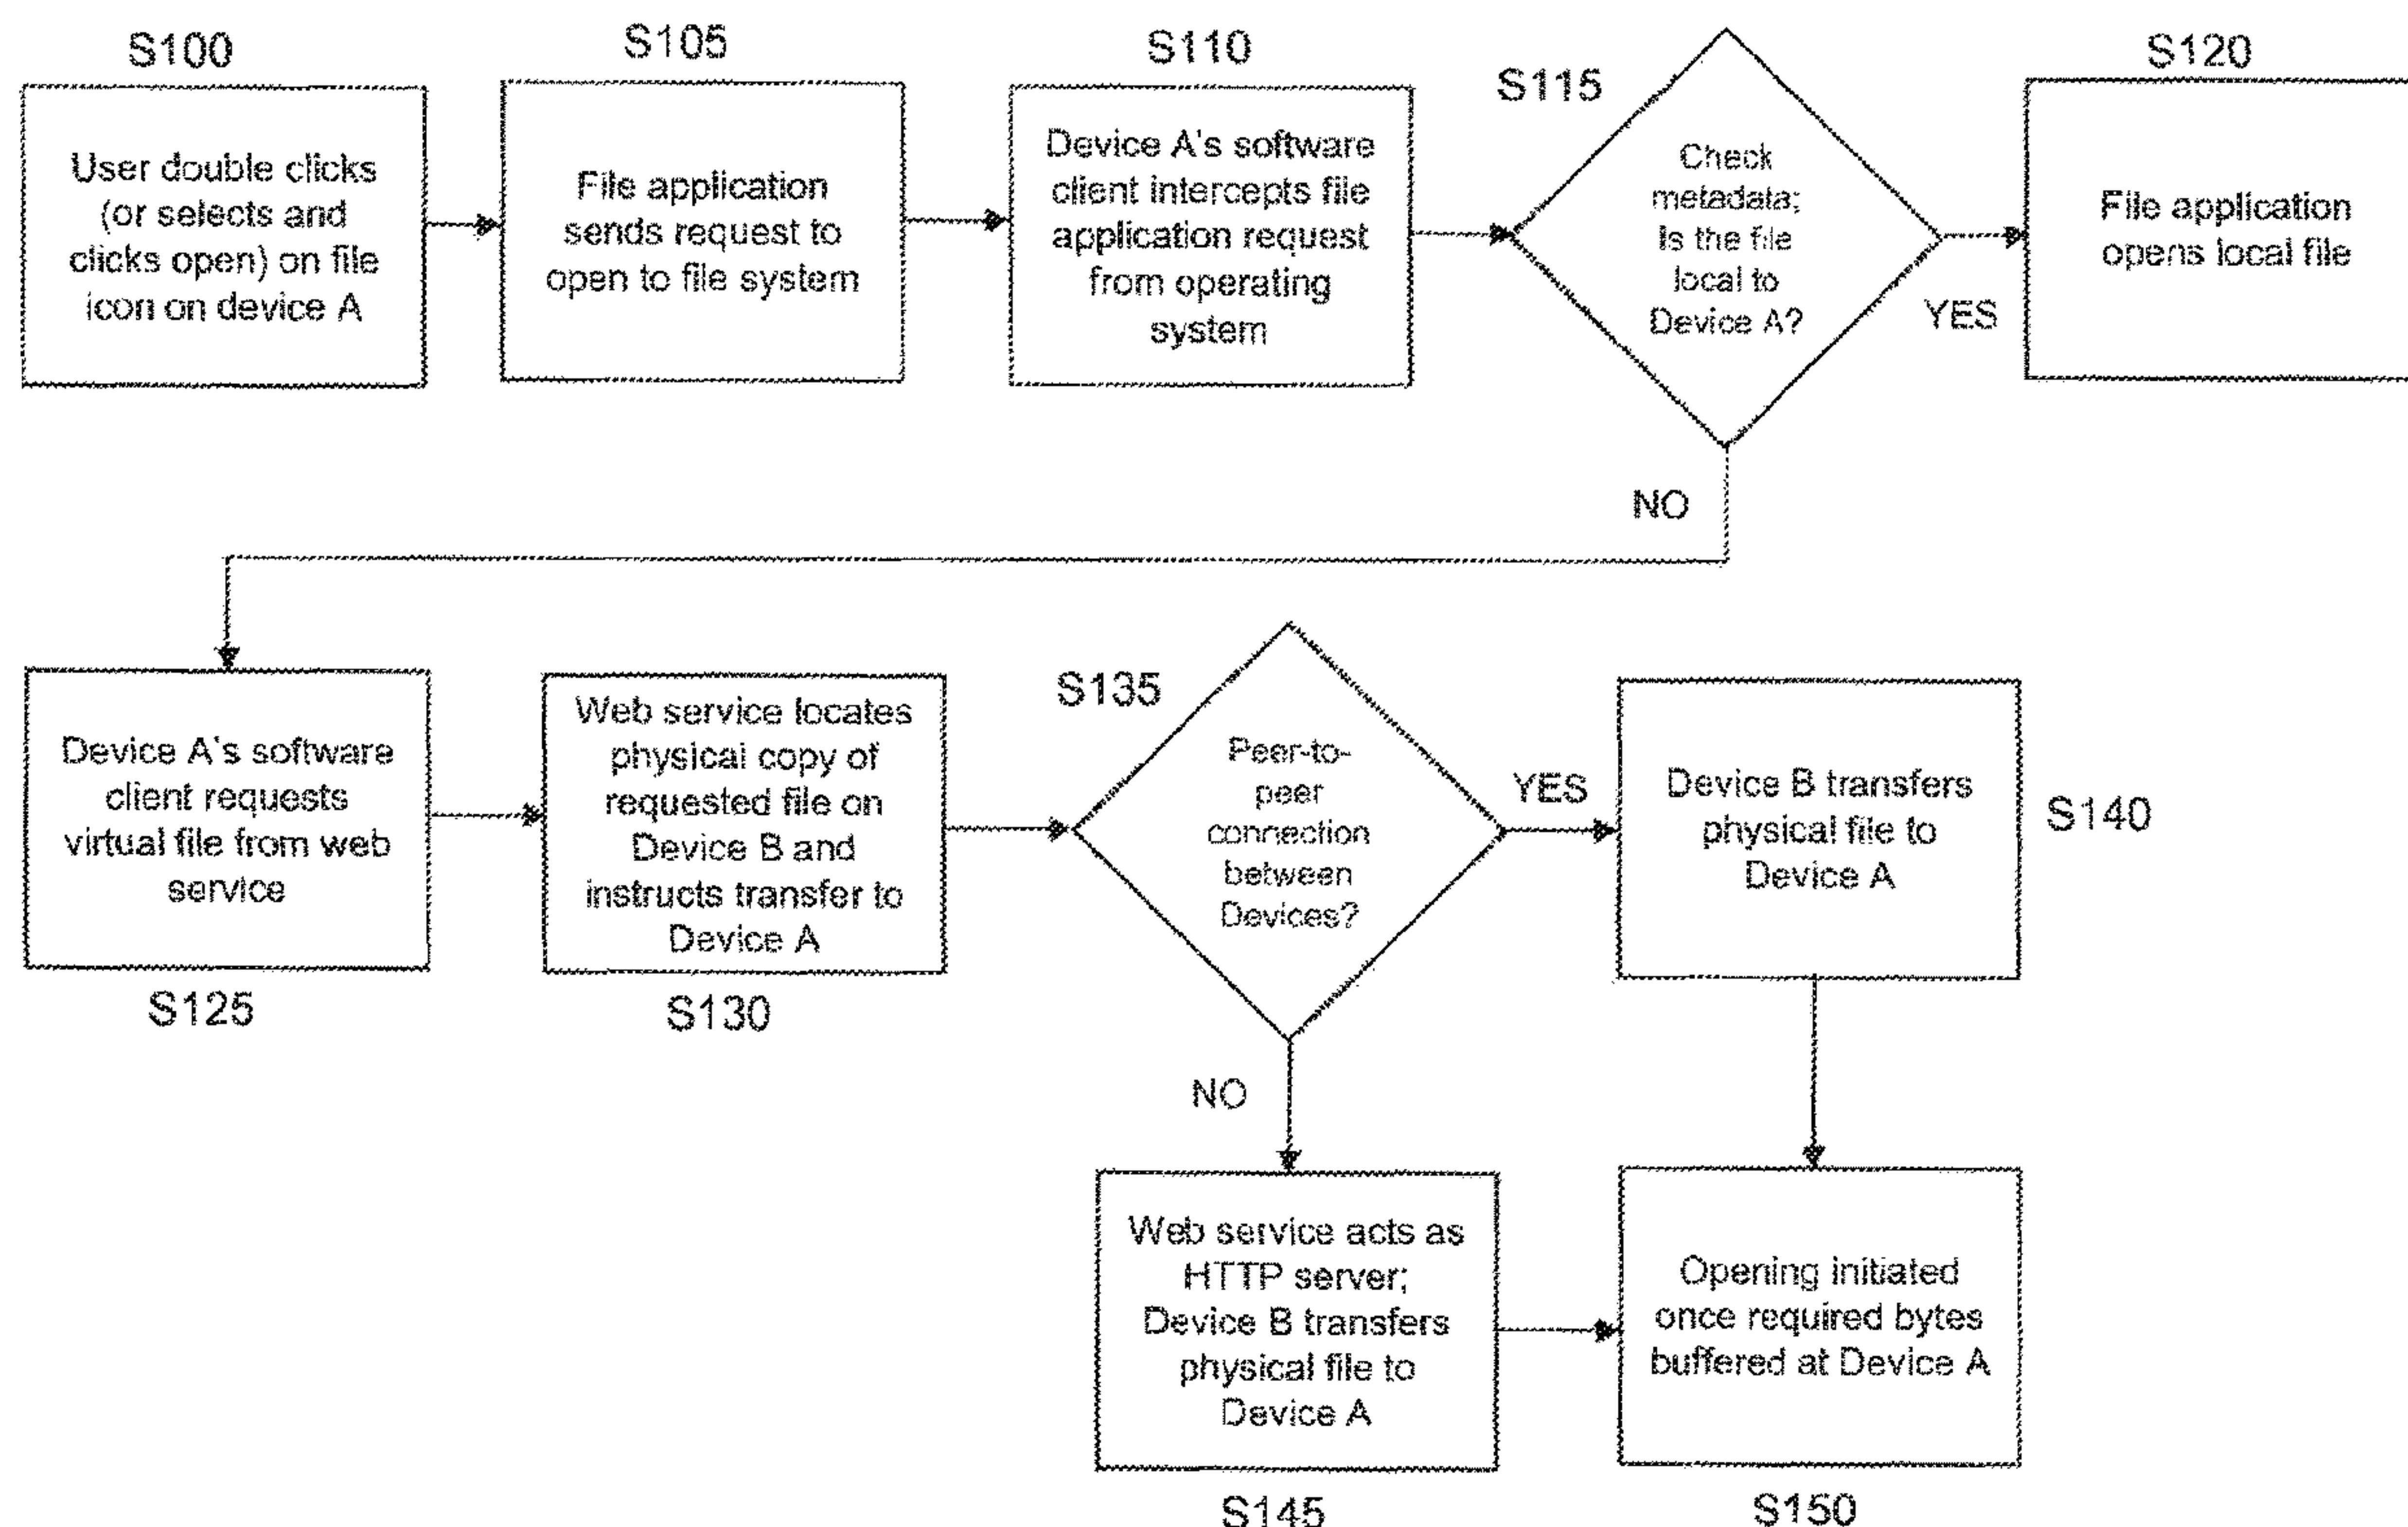 S100
User double clicks
(or selects and
clicks open) on file
icon on device A
S105
File application
sends request to
open to file system
S110
Device A's software
client intercepts file
application request
from operating
system
S115
Check
metadata;
Is the file
local to
Device A?
YES
NO
S120
File application
opens local file
Device A's software
client requests
virtual file from web
service
S125
Web service locates
physical copy of
requested file on
Device B and
instructs transfer to
Device A
S130
S135
Peer-to-
peer
connection
between
Devices?
YES
NO
Device B transfers
physical file to
Device A
S140
Web service acts as
HTTP server;
Device B transfers
physical file to
Device A
S145
Opening initiated
once required bytes
buffered at Device A
S150